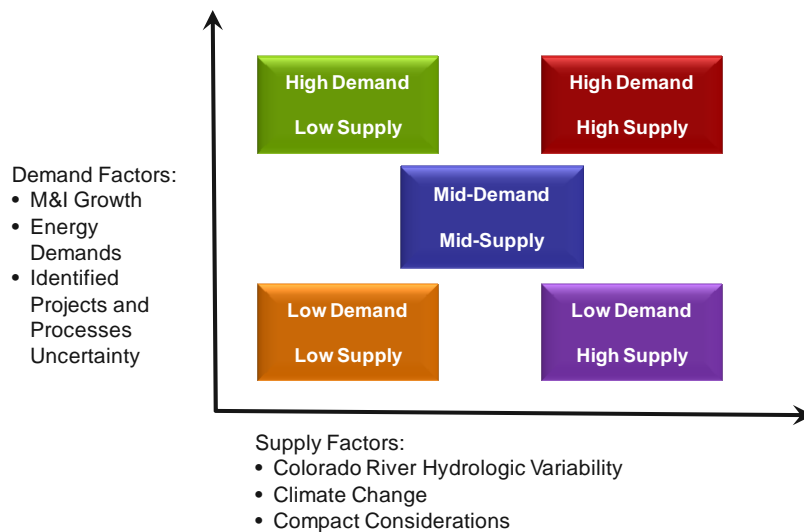 High Demand
Low Supply
High Demand
High Supply
Mid-Demand
Mid-Supply
Low Demand
Low Supply
Low Demand
High Supply
Demand Factors:
• M&I Growth
• Energy
Demands
• Identified
Projects and
Processes
Uncertainty
Supply Factors:
• Colorado River Hydrologic Variability
• Climate Change
• Compact Considerations